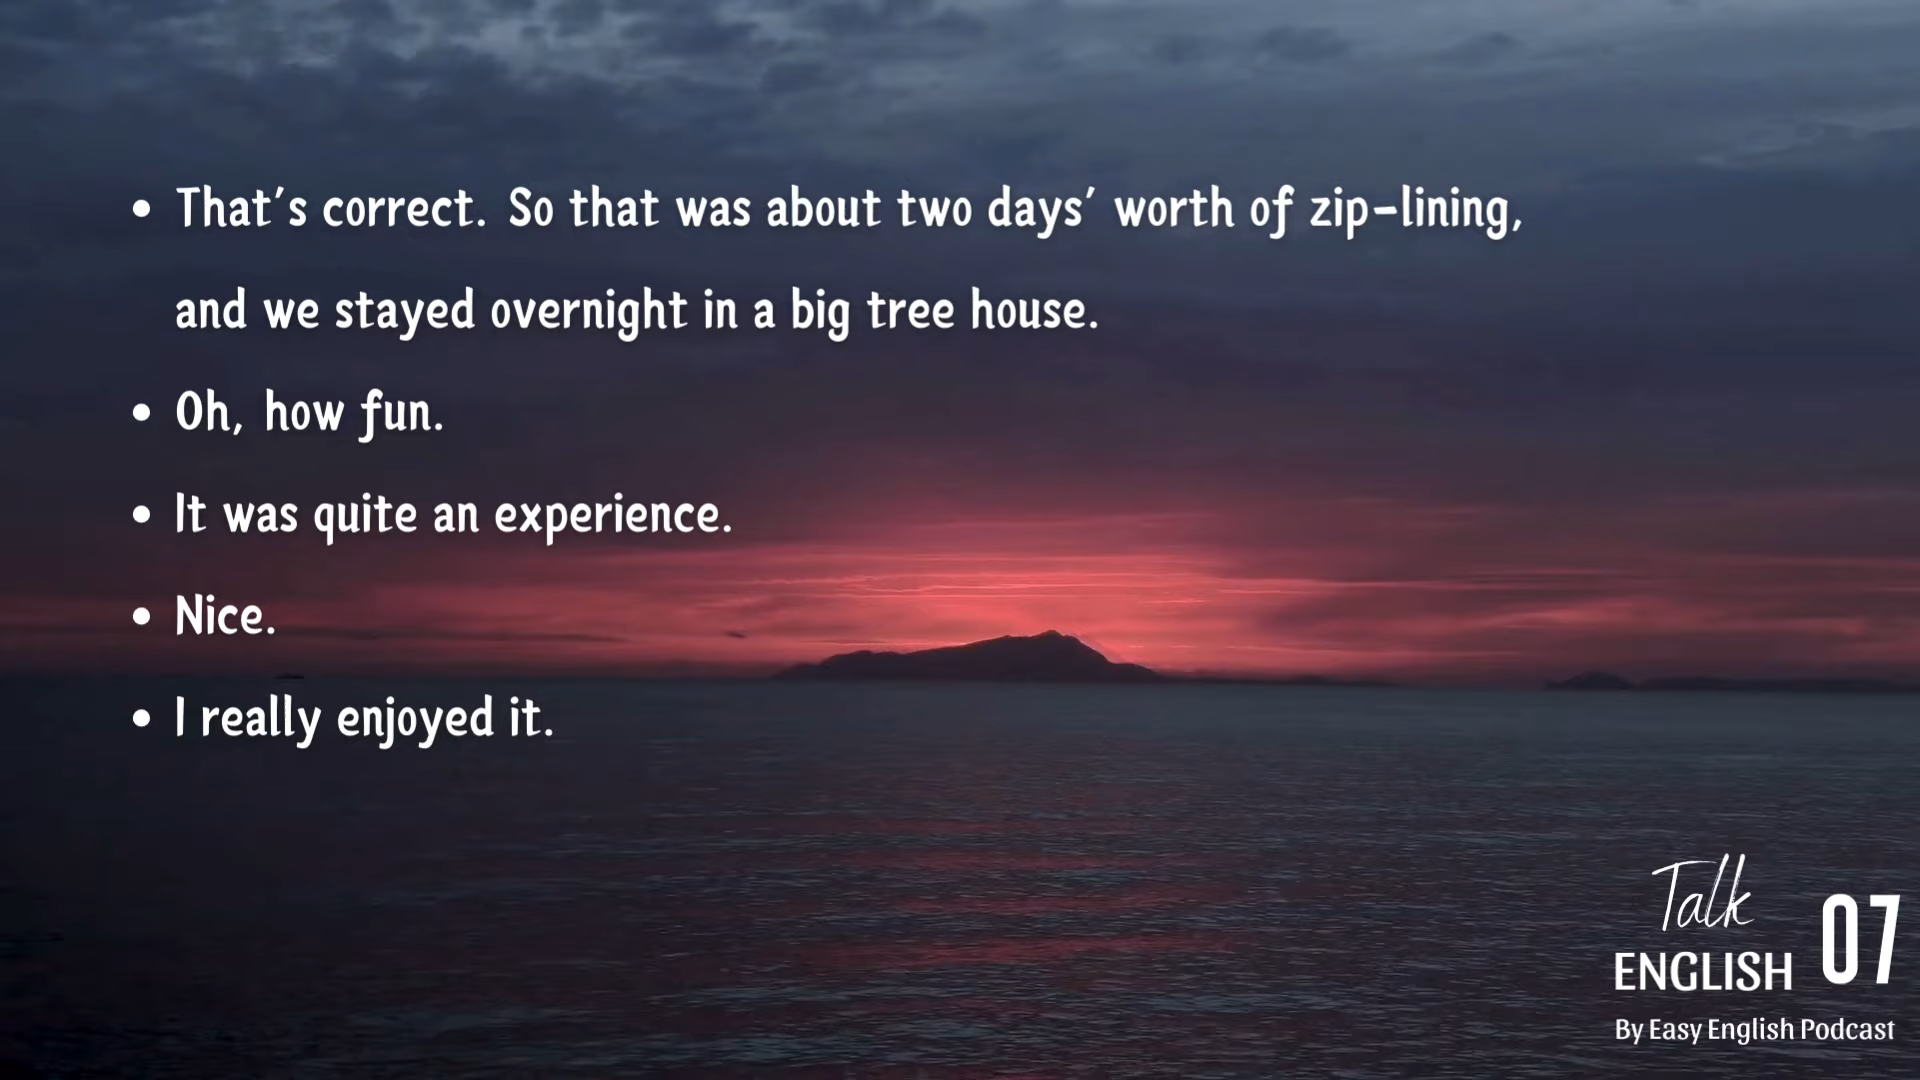 • That's correct. So that was about two days' worth of zip-lining,
and we stayed overnight in a big tree house.
• Oh, how fun.
• It was quite an experience.
• Nice.
• I really enjoyed it.
Talk
ENGLISH 07
By Easy English Podcast